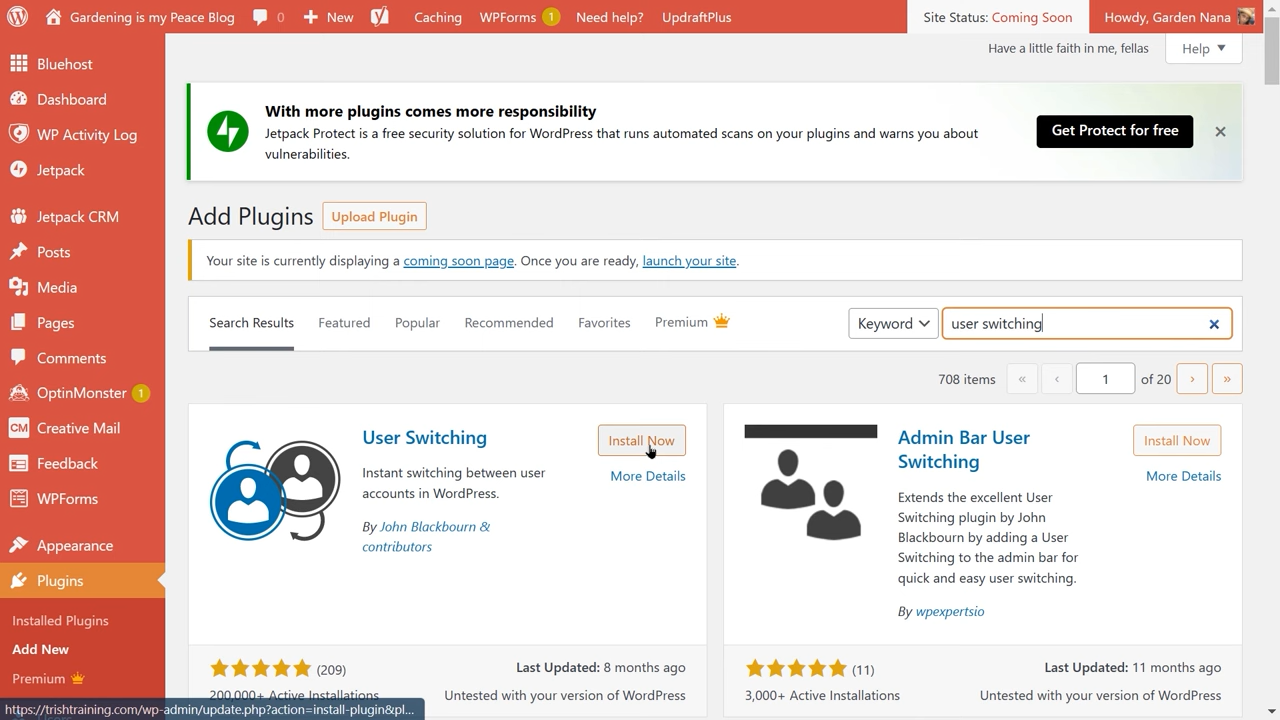 Gardening is my Peace Blog 0 New Caching WPForms 1 Need help? UpdraftPlus Site Status: Coming Soon Howdy, Garden Nana
Have a little faith in me, fellas Help
Bluehost
Dashboard
WP Activity Log
Jetpack
Jetpack CRM
Posts
Media
Pages
Comments
OptinMonster 1
CM Creative Mail
Feedback
WPForms
Appearance
Plugins
Installed Plugins
Add New
Premium
With more plugins comes more responsibility
Jetpack Protect is a free security solution for WordPress that runs automated scans on your plugins and warns you about
vulnerabilities.
Get Protect for free
Add Plugins Upload Plugin
Your site is currently displaying a coming soon page. Once you are ready, launch your site.
Search Results Featured Popular Recommended Favorites Premium Keyword user switching
708 items « ‹ 1 of 20 › »
User Switching
Install Now
More Details
Instant switching between user
accounts in WordPress.
By John Blackbourn &
contributors
(209) Last Updated: 8 months ago
200,000+ Active Installations Untested with your version of WordPress
Admin Bar User
Switching
Install Now
More Details
Extends the excellent User
Switching plugin by John
Blackbourn by adding a User
Switching to the admin bar for
quick and easy user switching.
By wpexpertsio
(11) Last Updated: 11 months ago
3,000+ Active Installations Untested with your version of WordPress
https://trishtraining.com/wp-admin/update.php?action=install-plugin&pl...